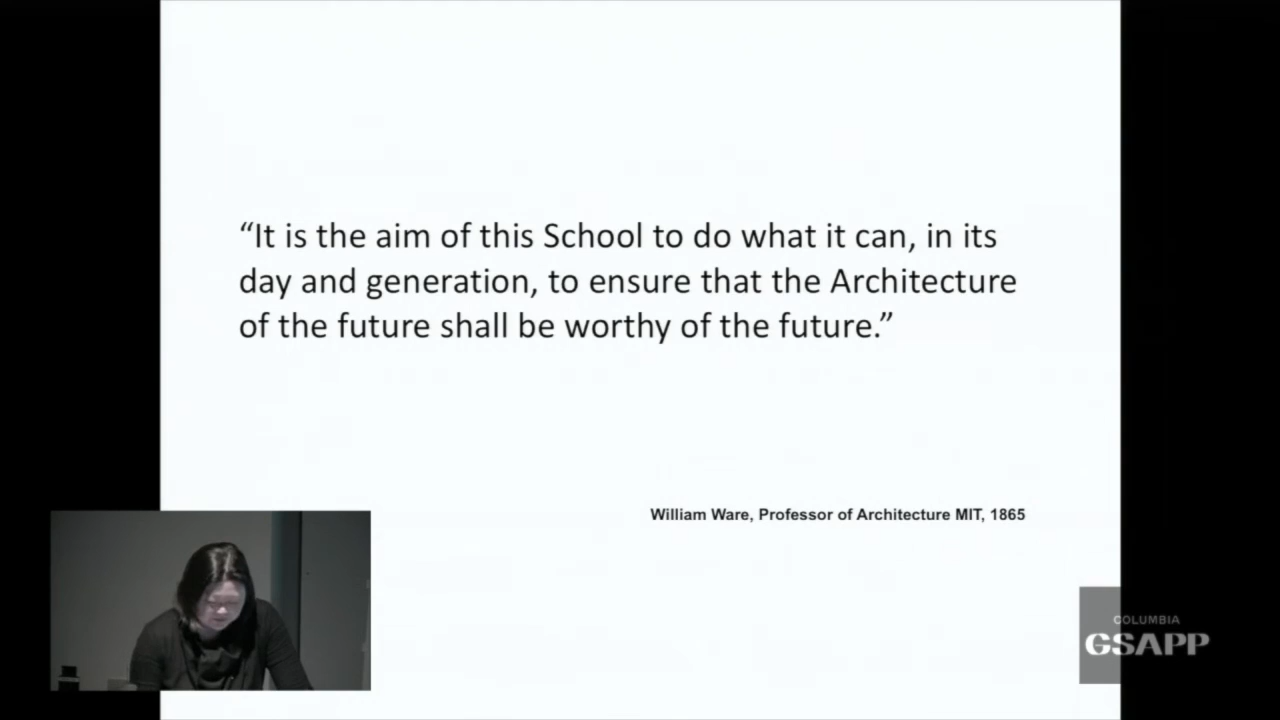 “It is the aim of this School to do what it can, in its
day and generation, to ensure that the Architecture
of the future shall be worthy of the future.”
William Ware, Professor of Architecture MIT, 1865
COLUMBIA
GSAPP